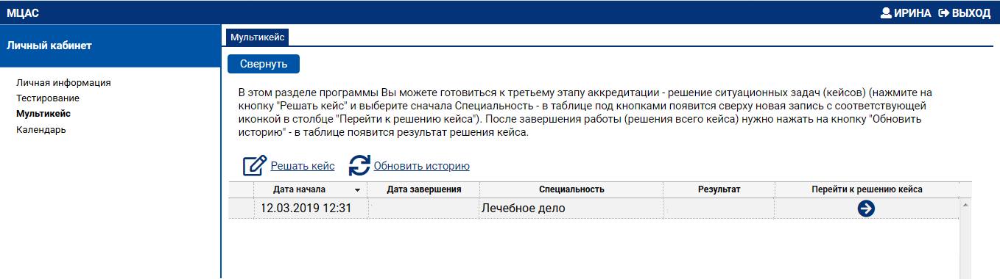 МЦАС
ИРИНА ВЫХОД
Личный кабинет
Личная информация
Тестирование
Мультикейс
Календарь
Мультикейс
Свернуть
В этом разделе программы Вы можете готовиться к третьему этапу аккредитации - решение ситуационных задач (кейсов) (нажмите на
кнопку "Решать кейс" и выберите сначала Специальность - в таблице под кнопками появится сверху новая запись с соответствующей
иконкой в столбце "Перейти к решению кейса"). После завершения работы (решения всего кейса) нужно нажать на кнопку "Обновить
историю" - в таблице появится результат решения кейса.
Решать кейс Обновить историю
Дата начала Дата завершения Специальность Результат Перейти к решению кейса
12.03.2019 12:31 Лечебное дело